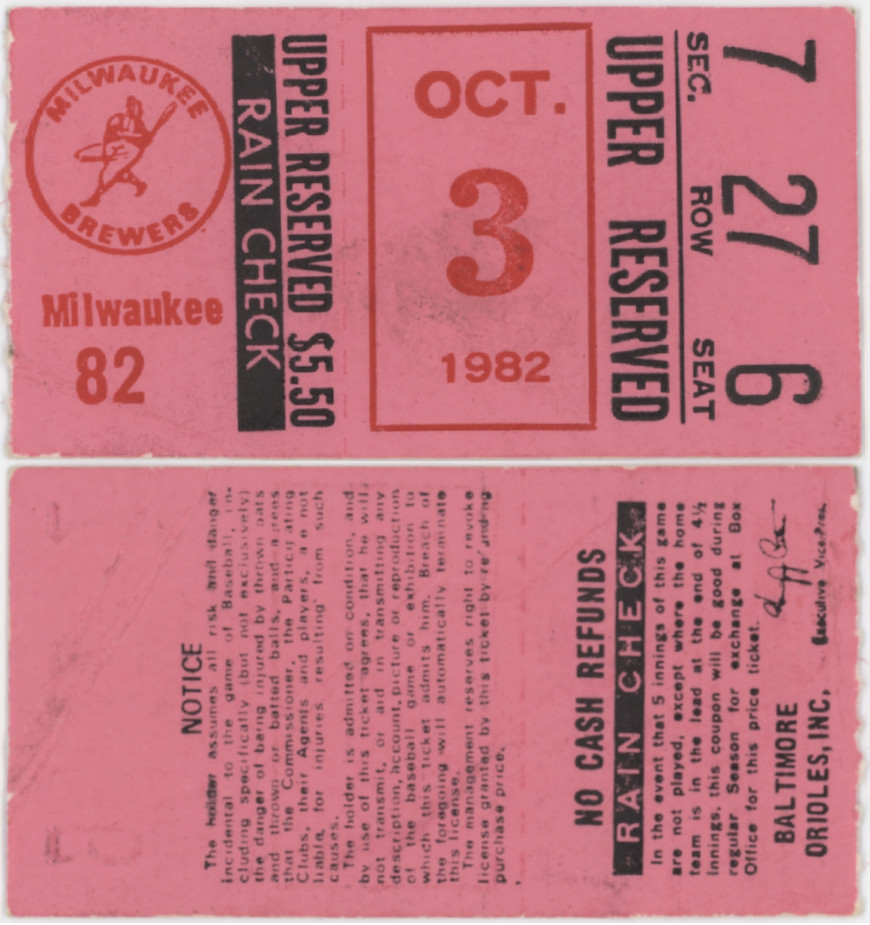 MILWAUKEE
BREWERS
Milwaukee
82
RAIN CHECK
UPPER RESERVED $5.50
OCT.
3
1982
UPPER RESERVED
SEC. ROW SEAT
7 27 6
NOTICE
The Holder assumes all risk and danger
incidental to the game of Baseball, in-
cluding specifically (but not exclusively)
the danger of being injured by thrown bats
and thrown or batted balls, and agrees
that the Commissioner, the Participating
Clubs, their Agents and players, are not
liable for injuries resulting from such
causes.
The holder is admitted on condition, and
by use of this ticket agrees, that he will
not transmit, or aid in transmitting any
description, account, picture or reproduction
of the baseball game or exhibition to
which this ticket admits him. Breach of
the foregoing will automatically terminate
this license.
The management reserves right to revoke
license granted by this ticket by refunding
purchase price.
NO CASH REFUNDS
RAIN CHECK
In the event that 5 innings of this game
are not played, except where the home
team is in the lead at the end of 4½
innings, this coupon will be good during
regular Season for exchange at Box
Office for this price ticket.
Executive Vice-Pres.
BALTIMORE
ORIOLES, INC.